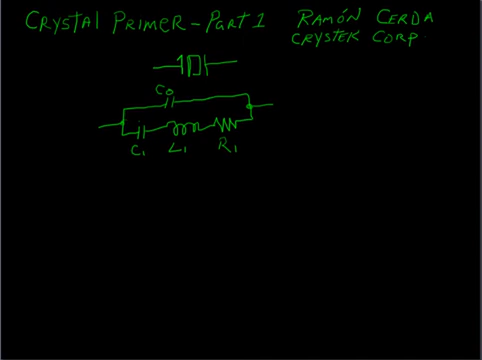 CRYSTAL PRIMER - PART 1
RAMÓN CERDA
CRYSTEK CORP.
C0
C1 L1 R1